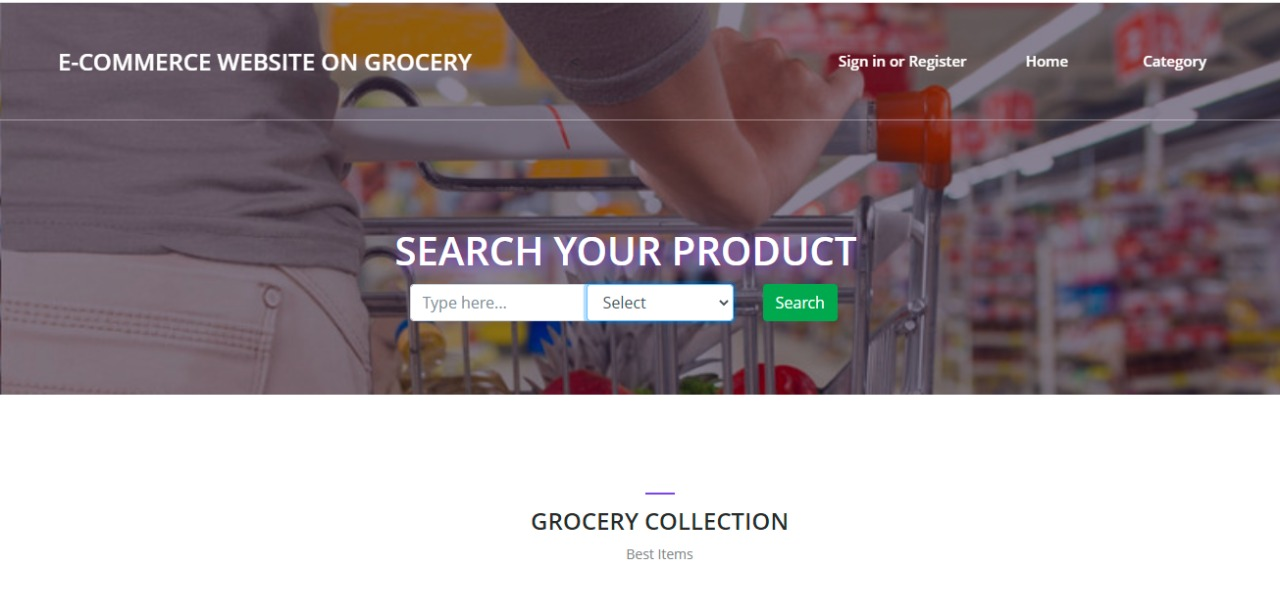 E-COMMERCE WEBSITE ON GROCERY
Sign in or Register
Home
Category
SEARCH YOUR PRODUCT
Type here...
Select
Search
GROCERY COLLECTION
Best Items